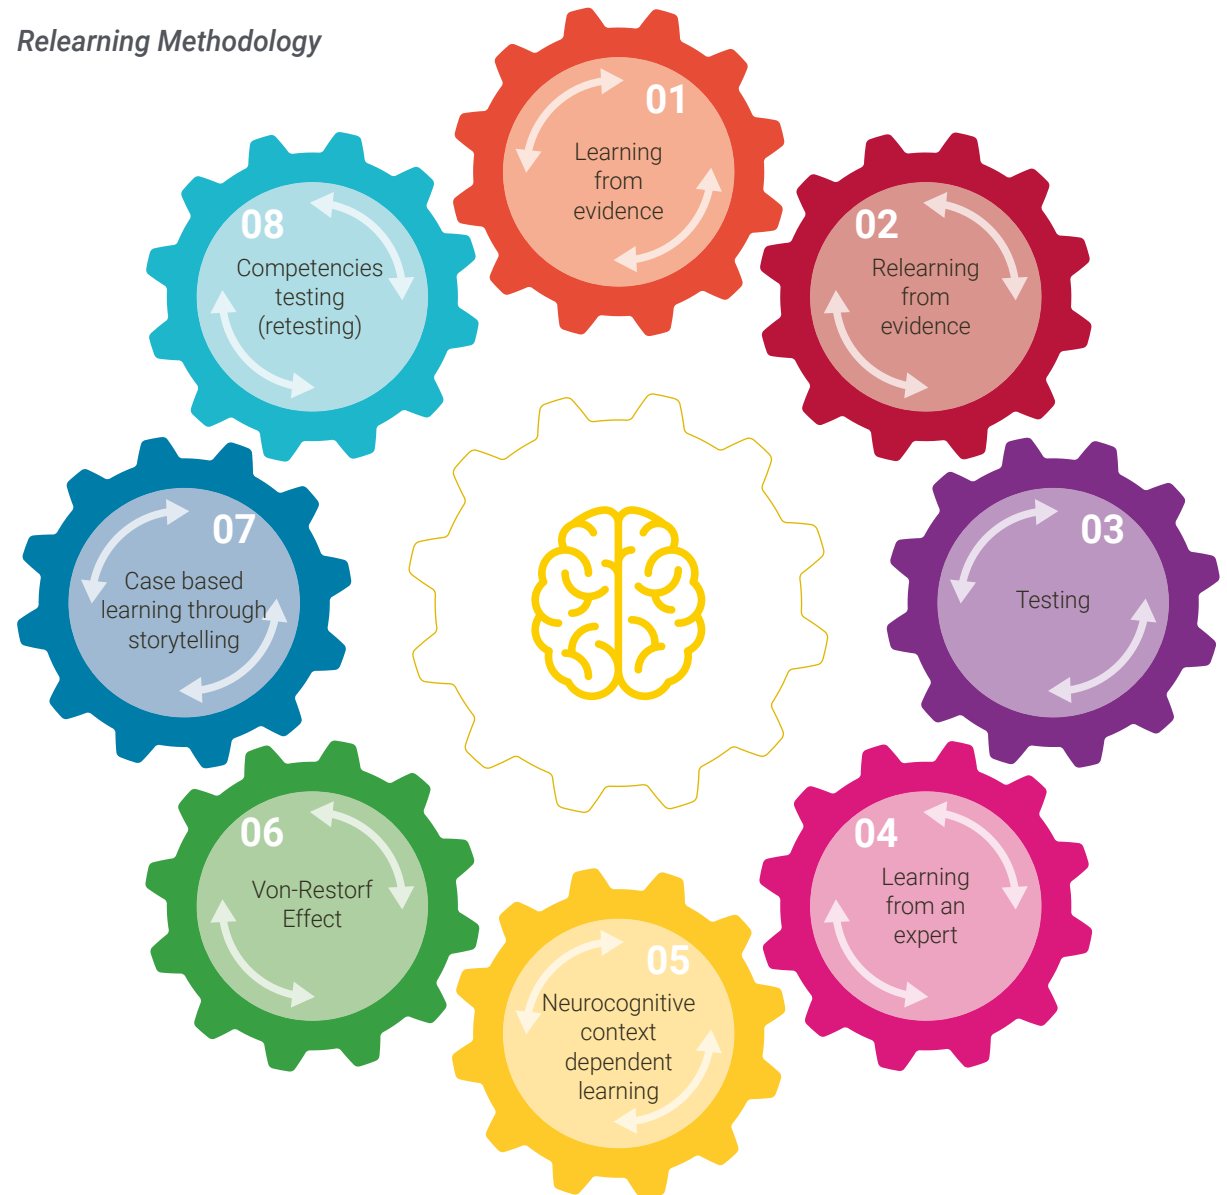 Relearning Methodology
01
Learning
from
evidence
02
Relearning
from
evidence
03
Testing
04
Learning
from an
expert
05
Neurocognitive
context
dependent
learning
06
Von-Restorf
Effect
07
Case based
learning through
storytelling
08
Competencies
testing
(retesting)